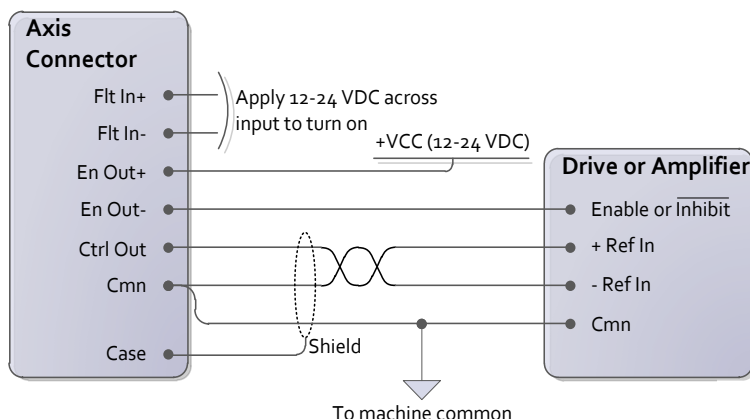 Axis
Connector
Flt In+
Flt In-
En Out+
En Out-
Ctrl Out
Cmn
Case
Apply 12-24 VDC across
input to turn on
+VCC (12-24 VDC)
Shield
To machine common
Drive or Amplifier
Enable or Inhibit
+ Ref In
- Ref In
Cmn